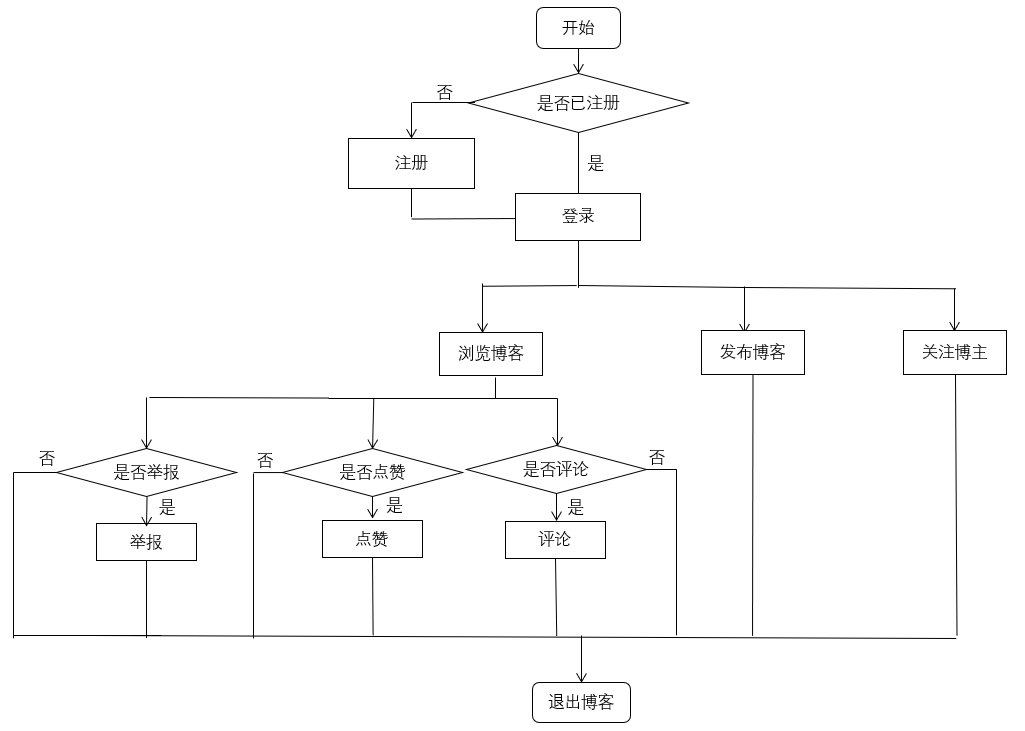 开始
否
是否已注册
注册
是
登录
浏览博客
发布博客
关注博主
否
是否举报
否
是否点赞
是否评论
否
是
是
是
举报
点赞
评论
退出博客